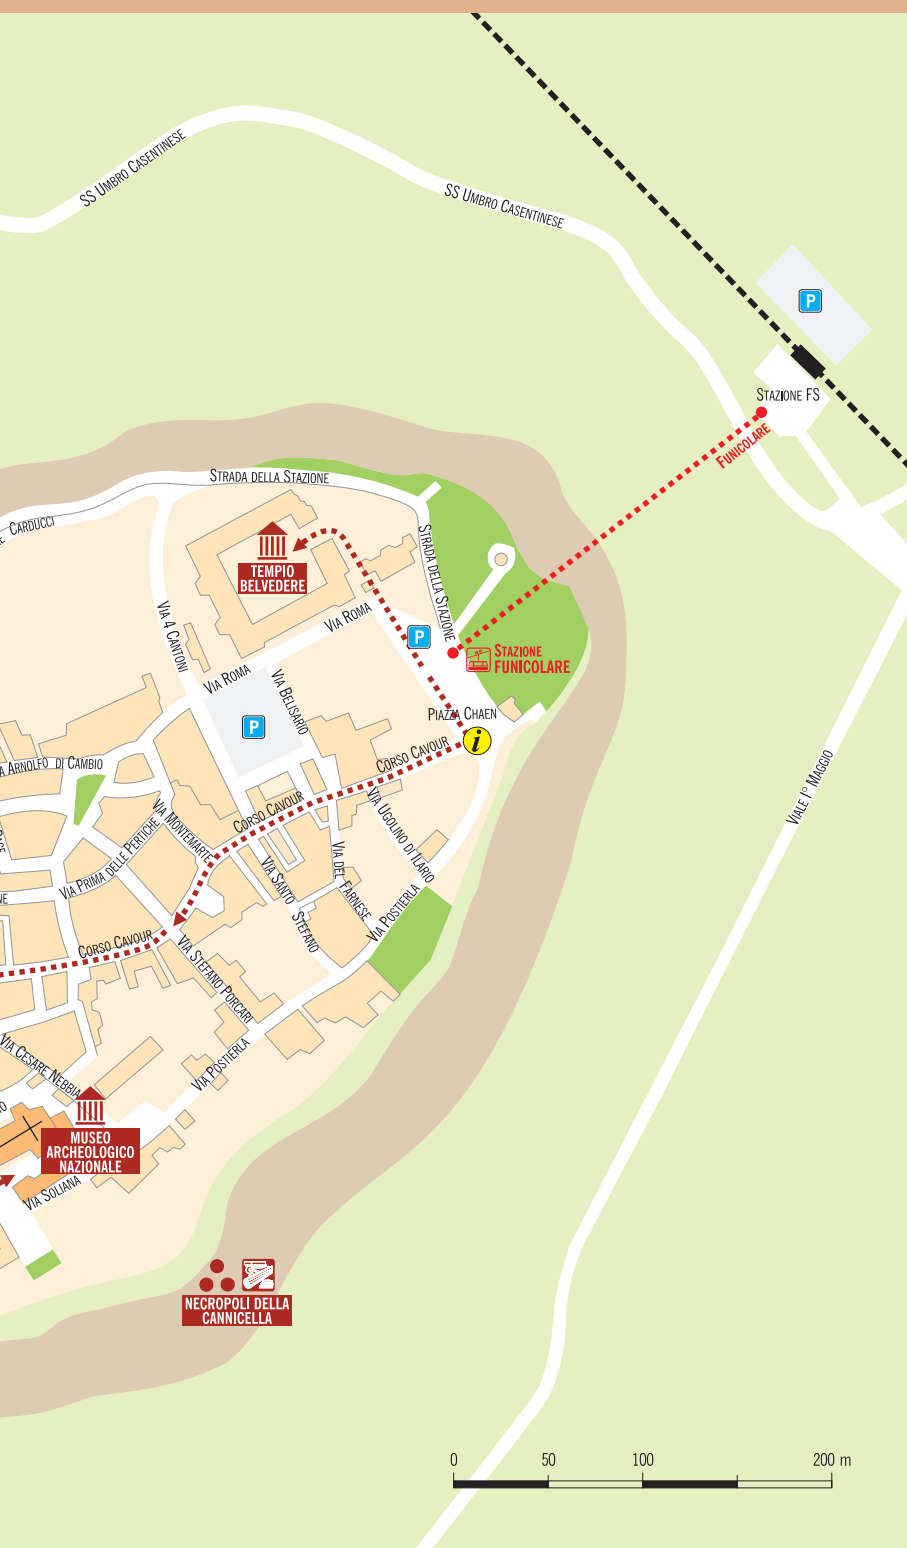 SS Umbro Casentinese
SS Umbro Casentinese
P
Stazione FS
Funicolare
Strada della Stazione
Carducci
Strada della Stazione
Tempio
Belvedere
Via 4 Cantoni
Via Roma
P
Stazione
Funicolare
Via Roma
Via Belisario
P
Piazza Chaen
i
Corso Cavour
Arnolfo di Cambio
Corso Cavour
Viale 1° Maggio
Via Ugolino di Ilario
Via Montemarte
Via Prima delle Pertiche
Via del Farnese
Via Santo Stefano
Via Postierla
Corso Cavour
Via Stefano Porcari
Via Cesare Nebbia
Via Postierla
Museo
Archeologico
Nazionale
Via Soliana
Necropoli della
Cannicella
0 50 100 200 m